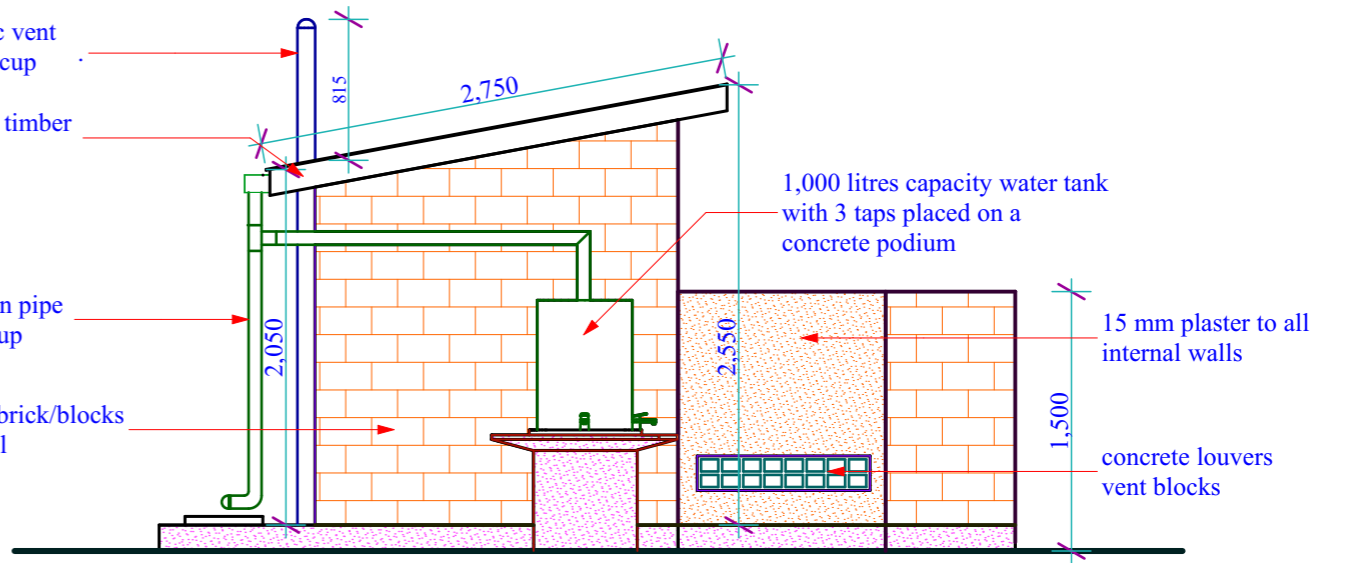 c vent
cup
timber
815
2,750
1,000 litres capacity water tank
with 3 taps placed on a
concrete podium
n pipe
up
2,050
2,550
15 mm plaster to all
internal walls
brick/blocks
l
1,500
concrete louvers
vent blocks